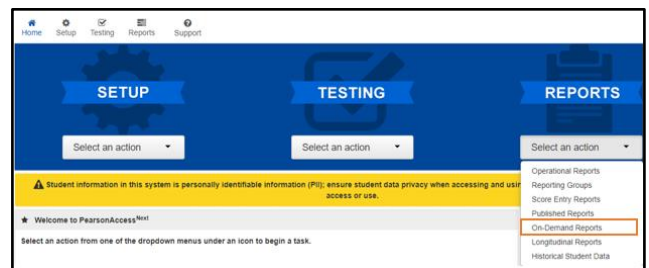 Home Setup Testing Reports Support
SETUP TESTING REPORTS
Select an action Select an action Select an action
Operational Reports
Reporting Groups
Score Entry Reports
Published Reports
On-Demand Reports
Longitudinal Reports
Historical Student Data
Student information in this system is personally identifiable information (PII); ensure student data privacy when accessing and usin
access or use.
Welcome to PearsonAccessNext
Select an action from one of the dropdown menus under an icon to begin a task.